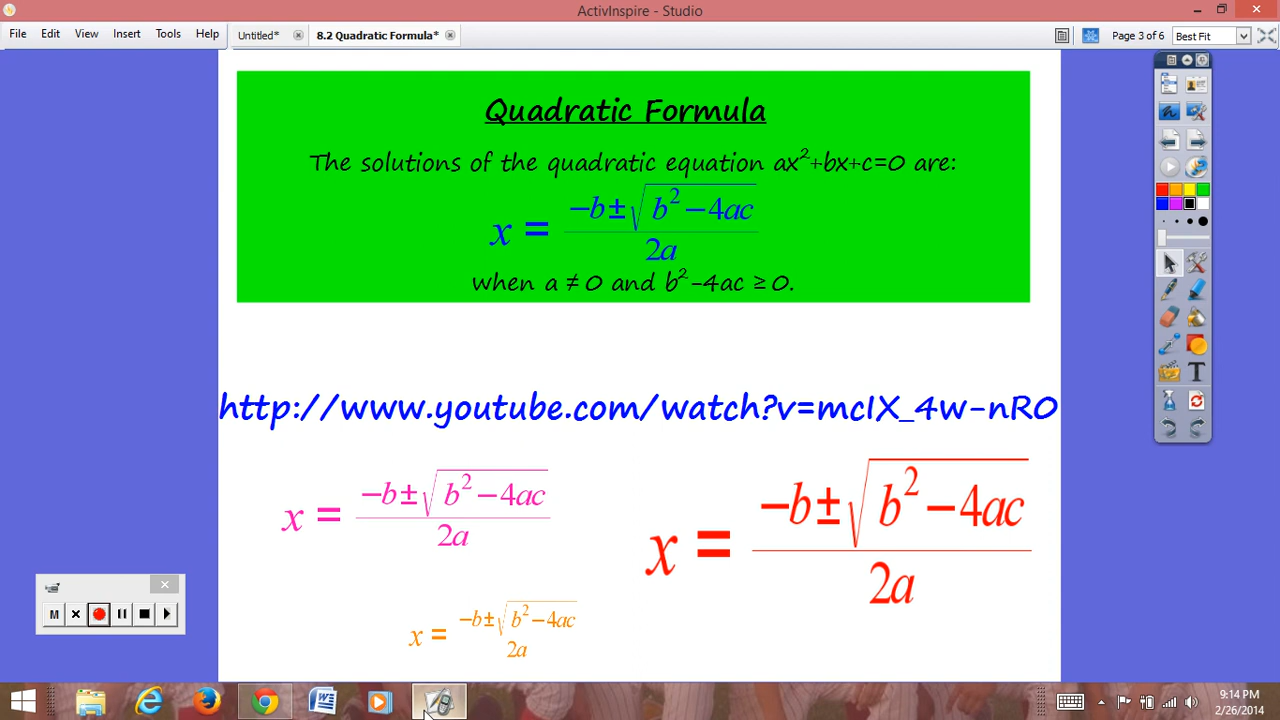 ActivInspire - Studio
File Edit View Insert Tools Help
Untitled*
8.2 Quadratic Formula*
Page 3 of 6
Best Fit
Quadratic Formula
The solutions of the quadratic equation ax²+bx+c=0 are:
x = (−b±√(b²−4ac))/(2a)
when a ≠ 0 and b²-4ac ≥ 0.
http://www.youtube.com/watch?v=mcIX_4w-nR0
x = (−b±√(b²−4ac))/(2a)
x = (−b±√(b²−4ac))/(2a)
x = (−b±√(b²−4ac))/(2a)
M
T
9:14 PM
2/26/2014